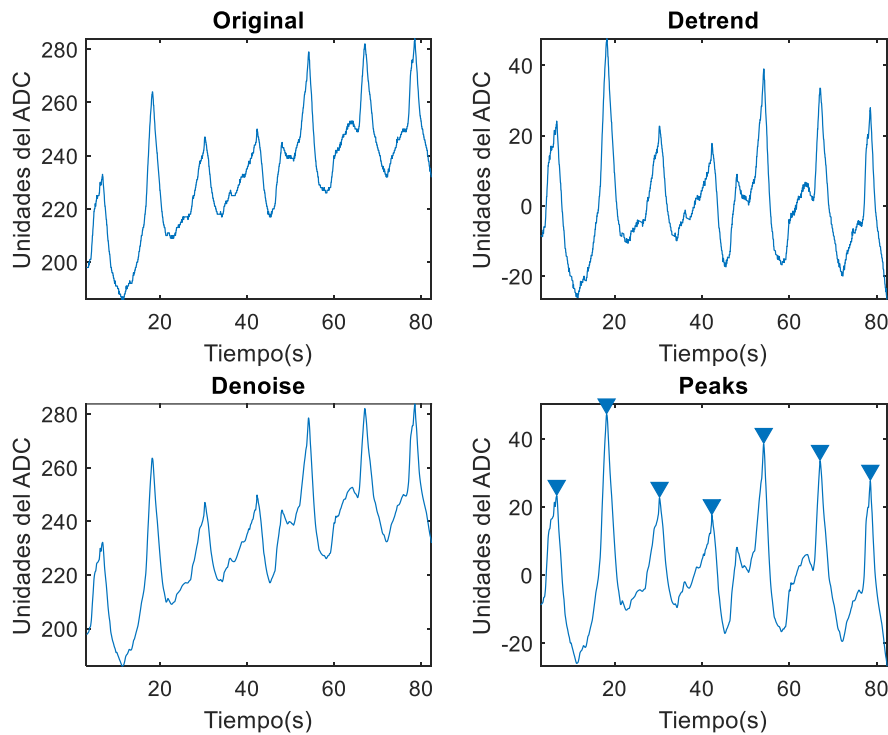 Original
Unidades del ADC
280
260
240
220
200
20 40 60 80
Tiempo(s)
Detrend
Unidades del ADC
40
20
0
-20
20 40 60 80
Tiempo(s)
Denoise
Unidades del ADC
280
260
240
220
200
20 40 60 80
Tiempo(s)
Peaks
Unidades del ADC
40
20
0
-20
20 40 60 80
Tiempo(s)